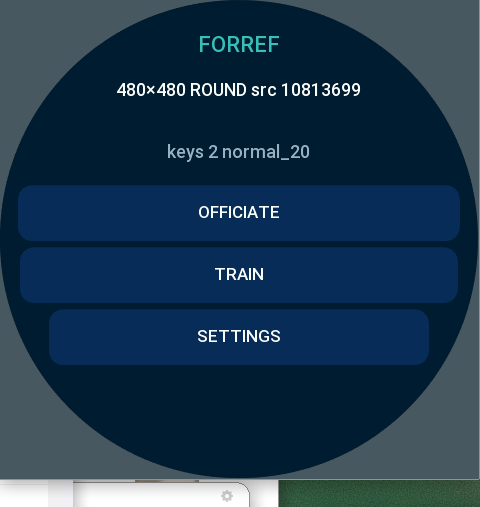 FORREF
480×480 ROUND src 10813699
keys 2 normal_20
OFFICIATE
TRAIN
SETTINGS